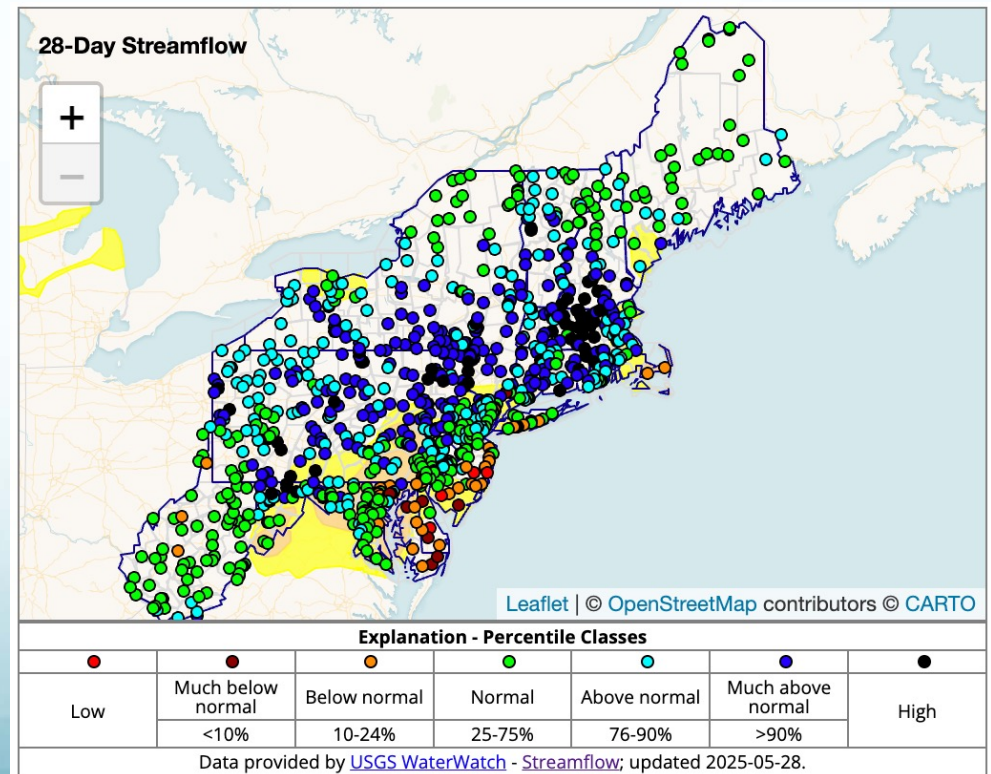 28-Day Streamflow
+
−
Leaflet | © OpenStreetMap contributors © CARTO
Explanation - Percentile Classes
Low
Much below normal
Below normal
Normal
Above normal
Much above normal
High
<10%
10-24%
25-75%
76-90%
>90%
Data provided by USGS WaterWatch - Streamflow; updated 2025-05-28.